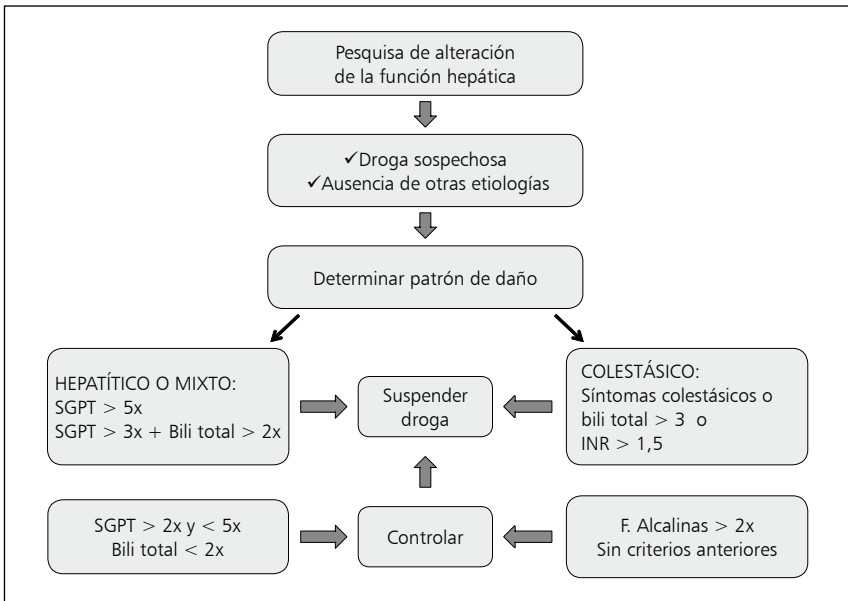 Pesquisa de alteración
de la función hepática
✓Droga sospechosa
✓Ausencia de otras etiologías
Determinar patrón de daño
HEPATÍTICO O MIXTO:
SGPT > 5x
SGPT > 3x + Bili total > 2x
Suspender
droga
COLESTÁSICO:
Síntomas colestásicos o
bili total > 3 o
INR > 1,5
SGPT > 2x y < 5x
Bili total < 2x
Controlar
F. Alcalinas > 2x
Sin criterios anteriores